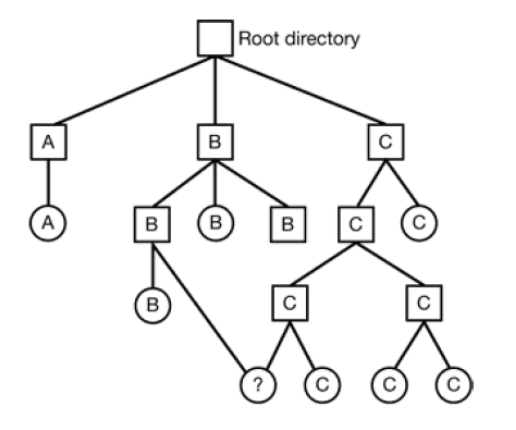 Root directory
A B C
A B B B C C
B C C
? C C C